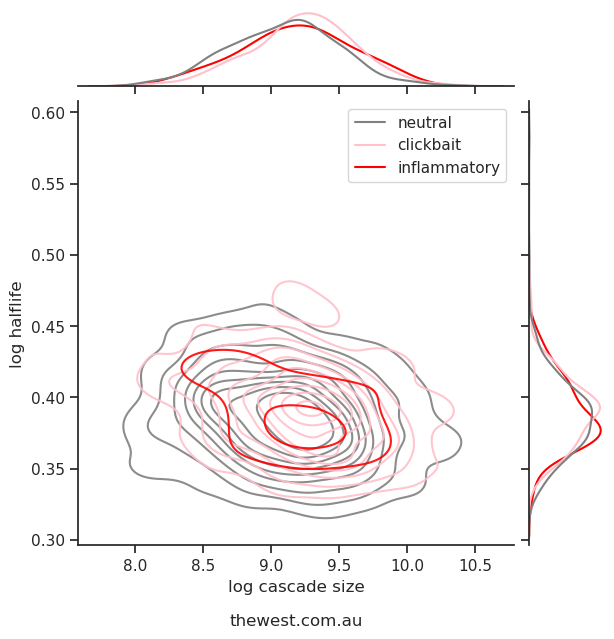 neutral
clickbait
inflammatory
0.60
0.55
0.50
0.45
0.40
0.35
0.30
log halflife
8.0 8.5 9.0 9.5 10.0 10.5
log cascade size
thewest.com.au